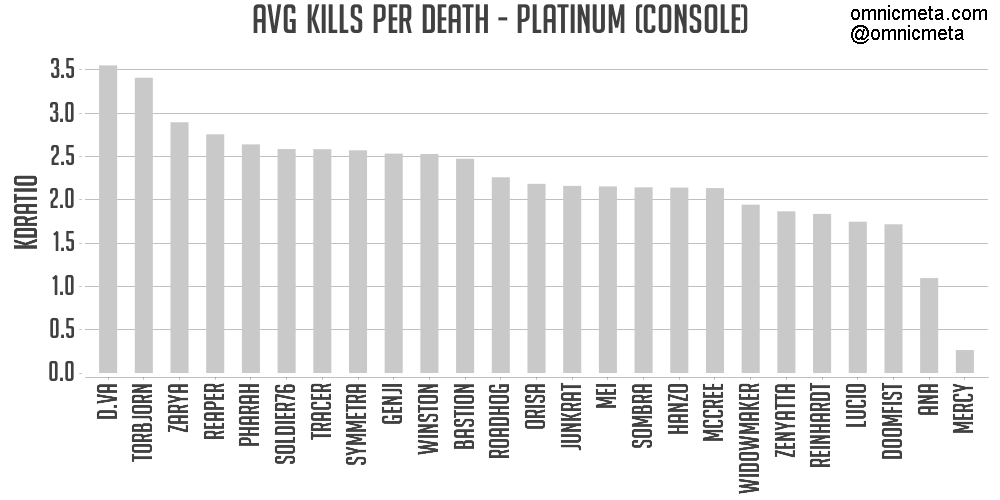 AVG KILLS PER DEATH - PLATINUM (CONSOLE)
omnicmeta.com
@omnicmeta
KDRATIO
3.5
3.0
2.5
2.0
1.5
1.0
0.5
0.0
D.VA
TORBJORN
ZARYA
REAPER
PHARAH
SOLDIER76
TRACER
SYMMETRA
GENJI
WINSTON
BASTION
ROADHOG
ORISA
JUNKRAT
MEI
SOMBRA
HANZO
MCCREE
WIDOWMAKER
ZENYATTA
REINHARDT
LUCIO
DOOMFIST
ANA
MERCY